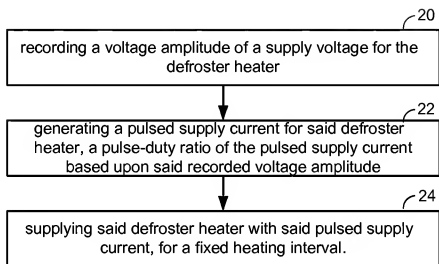 20
recording a voltage amplitude of a supply voltage for the
defroster heater
22
generating a pulsed supply current for said defroster
heater, a pulse-duty ratio of the pulsed supply current
based upon said recorded voltage amplitude
24
supplying said defroster heater with said pulsed supply
current, for a fixed heating interval.